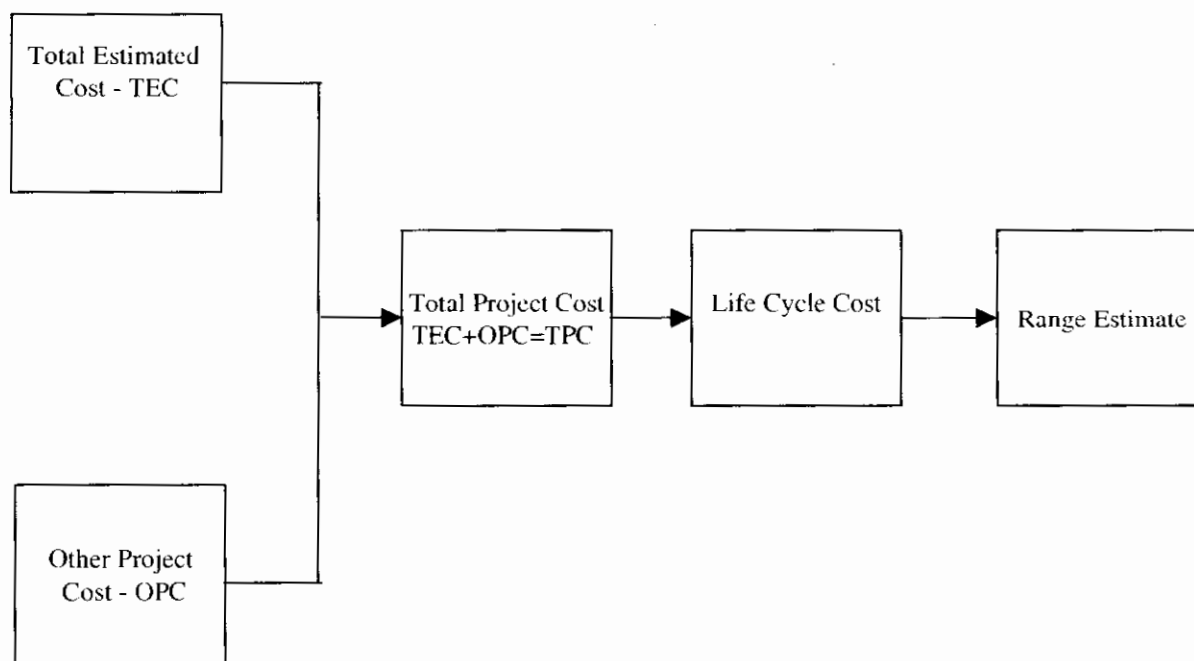 Total Estimated
Cost - TEC
Total Project Cost
TEC+OPC=TPC
Life Cycle Cost
Range Estimate
Other Project
Cost - OPC